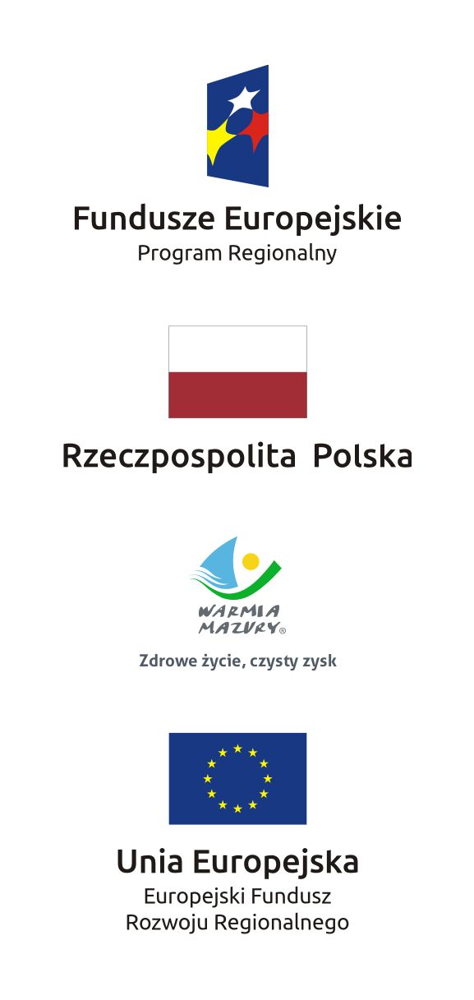 Fundusze Europejskie
Program Regionalny
Rzeczpospolita Polska
WARMIA
MAZURY®
Zdrowe życie, czysty zysk
Unia Europejska
Europejski Fundusz
Rozwoju Regionalnego